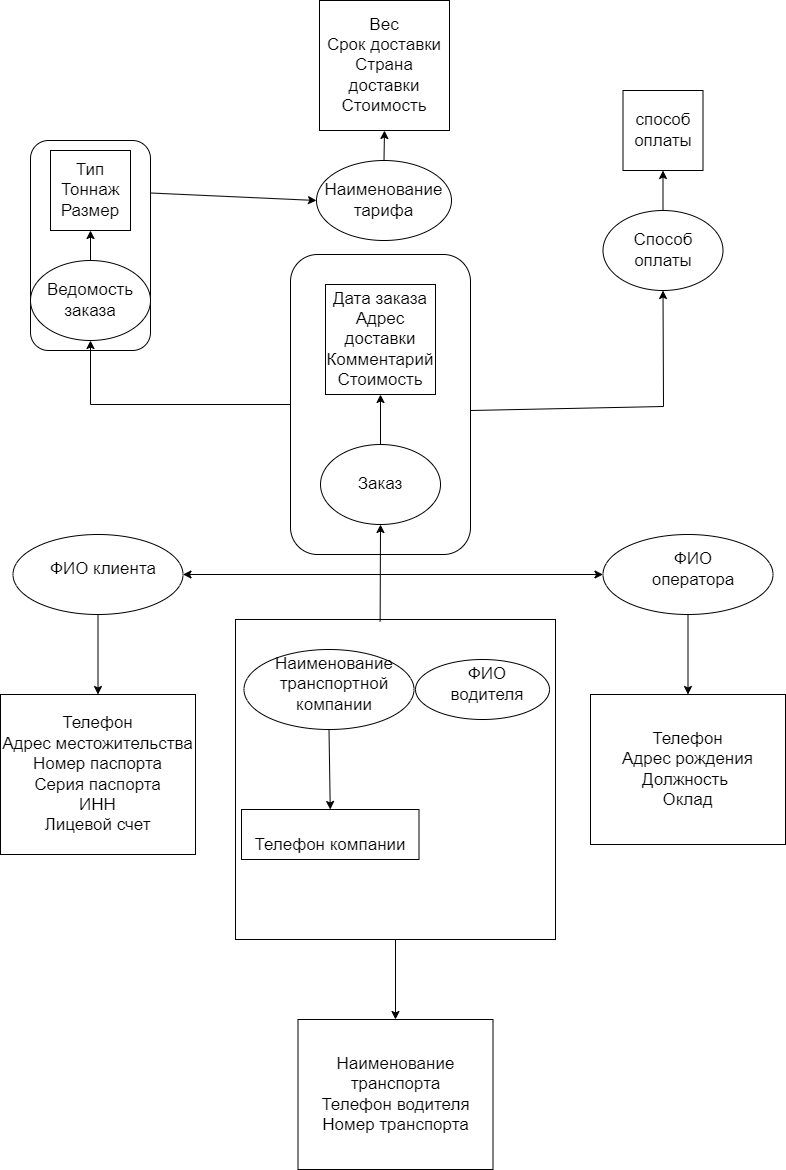 Вес
Срок доставки
Страна
доставки
Стоимость
способ
оплаты
Тип
Тоннаж
Размер
Наименование
тарифа
Способ
оплаты
Ведомость
заказа
Дата заказа
Адрес
доставки
Комментарий
Стоимость
Заказ
ФИО клиента
ФИО
оператора
Наименование
транспортной
компании
ФИО
водителя
Телефон
Адрес местожительства
Номер паспорта
Серия паспорта
ИНН
Лицевой счет
Телефон
Адрес рождения
Должность
Оклад
Телефон компании
Наименование
транспорта
Телефон водителя
Номер транспорта